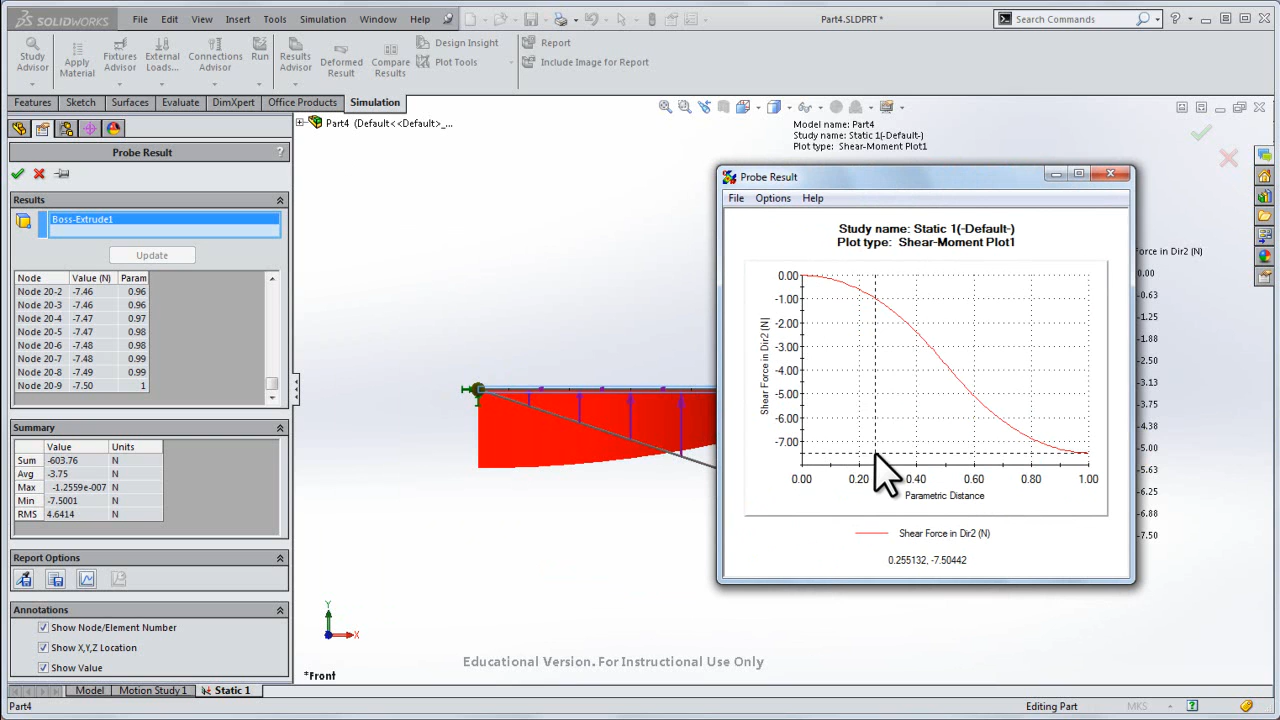 SOLIDWORKS File Edit View Insert Tools Simulation Window Help Part4.SLDPRT * Search Commands ?
Study Advisor
Apply Material
Fixtures Advisor
External Loads...
Connections Advisor
Run
Results Advisor
Deformed Result
Compare Results
Design Insight
Plot Tools
Report
Include Image for Report
Features Sketch Surfaces Evaluate DimXpert Office Products Simulation
Part4 (Default<<Default>_...
Model name: Part4
Study name: Static 1(-Default-)
Plot type: Shear-Moment Plot1
Probe Result ?
Results
Boss-Extrude1
Update
Node Value (N) Param
Node 20-2 -7.46 0.96
Node 20-3 -7.46 0.96
Node 20-4 -7.47 0.97
Node 20-5 -7.47 0.98
Node 20-6 -7.48 0.98
Node 20-7 -7.48 0.99
Node 20-8 -7.49 0.99
Node 20-9 -7.50 1
Summary
Value Units
Sum -603.76 N
Avg -3.75 N
Max -1.2559e-007 N
Min -7.5001 N
RMS 4.6414 N
Report Options
Annotations
Show Node/Element Number
Show X,Y,Z Location
Show Value
Probe Result
File Options Help
Study name: Static 1(-Default-)
Plot type: Shear-Moment Plot1
Shear Force in Dir2 (N)
0.00
-1.00
-2.00
-3.00
-4.00
-5.00
-6.00
-7.00
0.00 0.20 0.40 0.60 0.80 1.00
Parametric Distance
Shear Force in Dir2 (N)
0.255132, -7.50442
orce in Dir2 (N)
0.00
-0.63
-1.25
-1.88
-2.50
-3.13
-3.75
-4.38
-5.00
-5.63
-6.25
-6.88
-7.50
Y
X
Educational Version. For Instructional Use Only
*Front
Model Motion Study 1 Static 1
Part4 Editing Part MKS ?